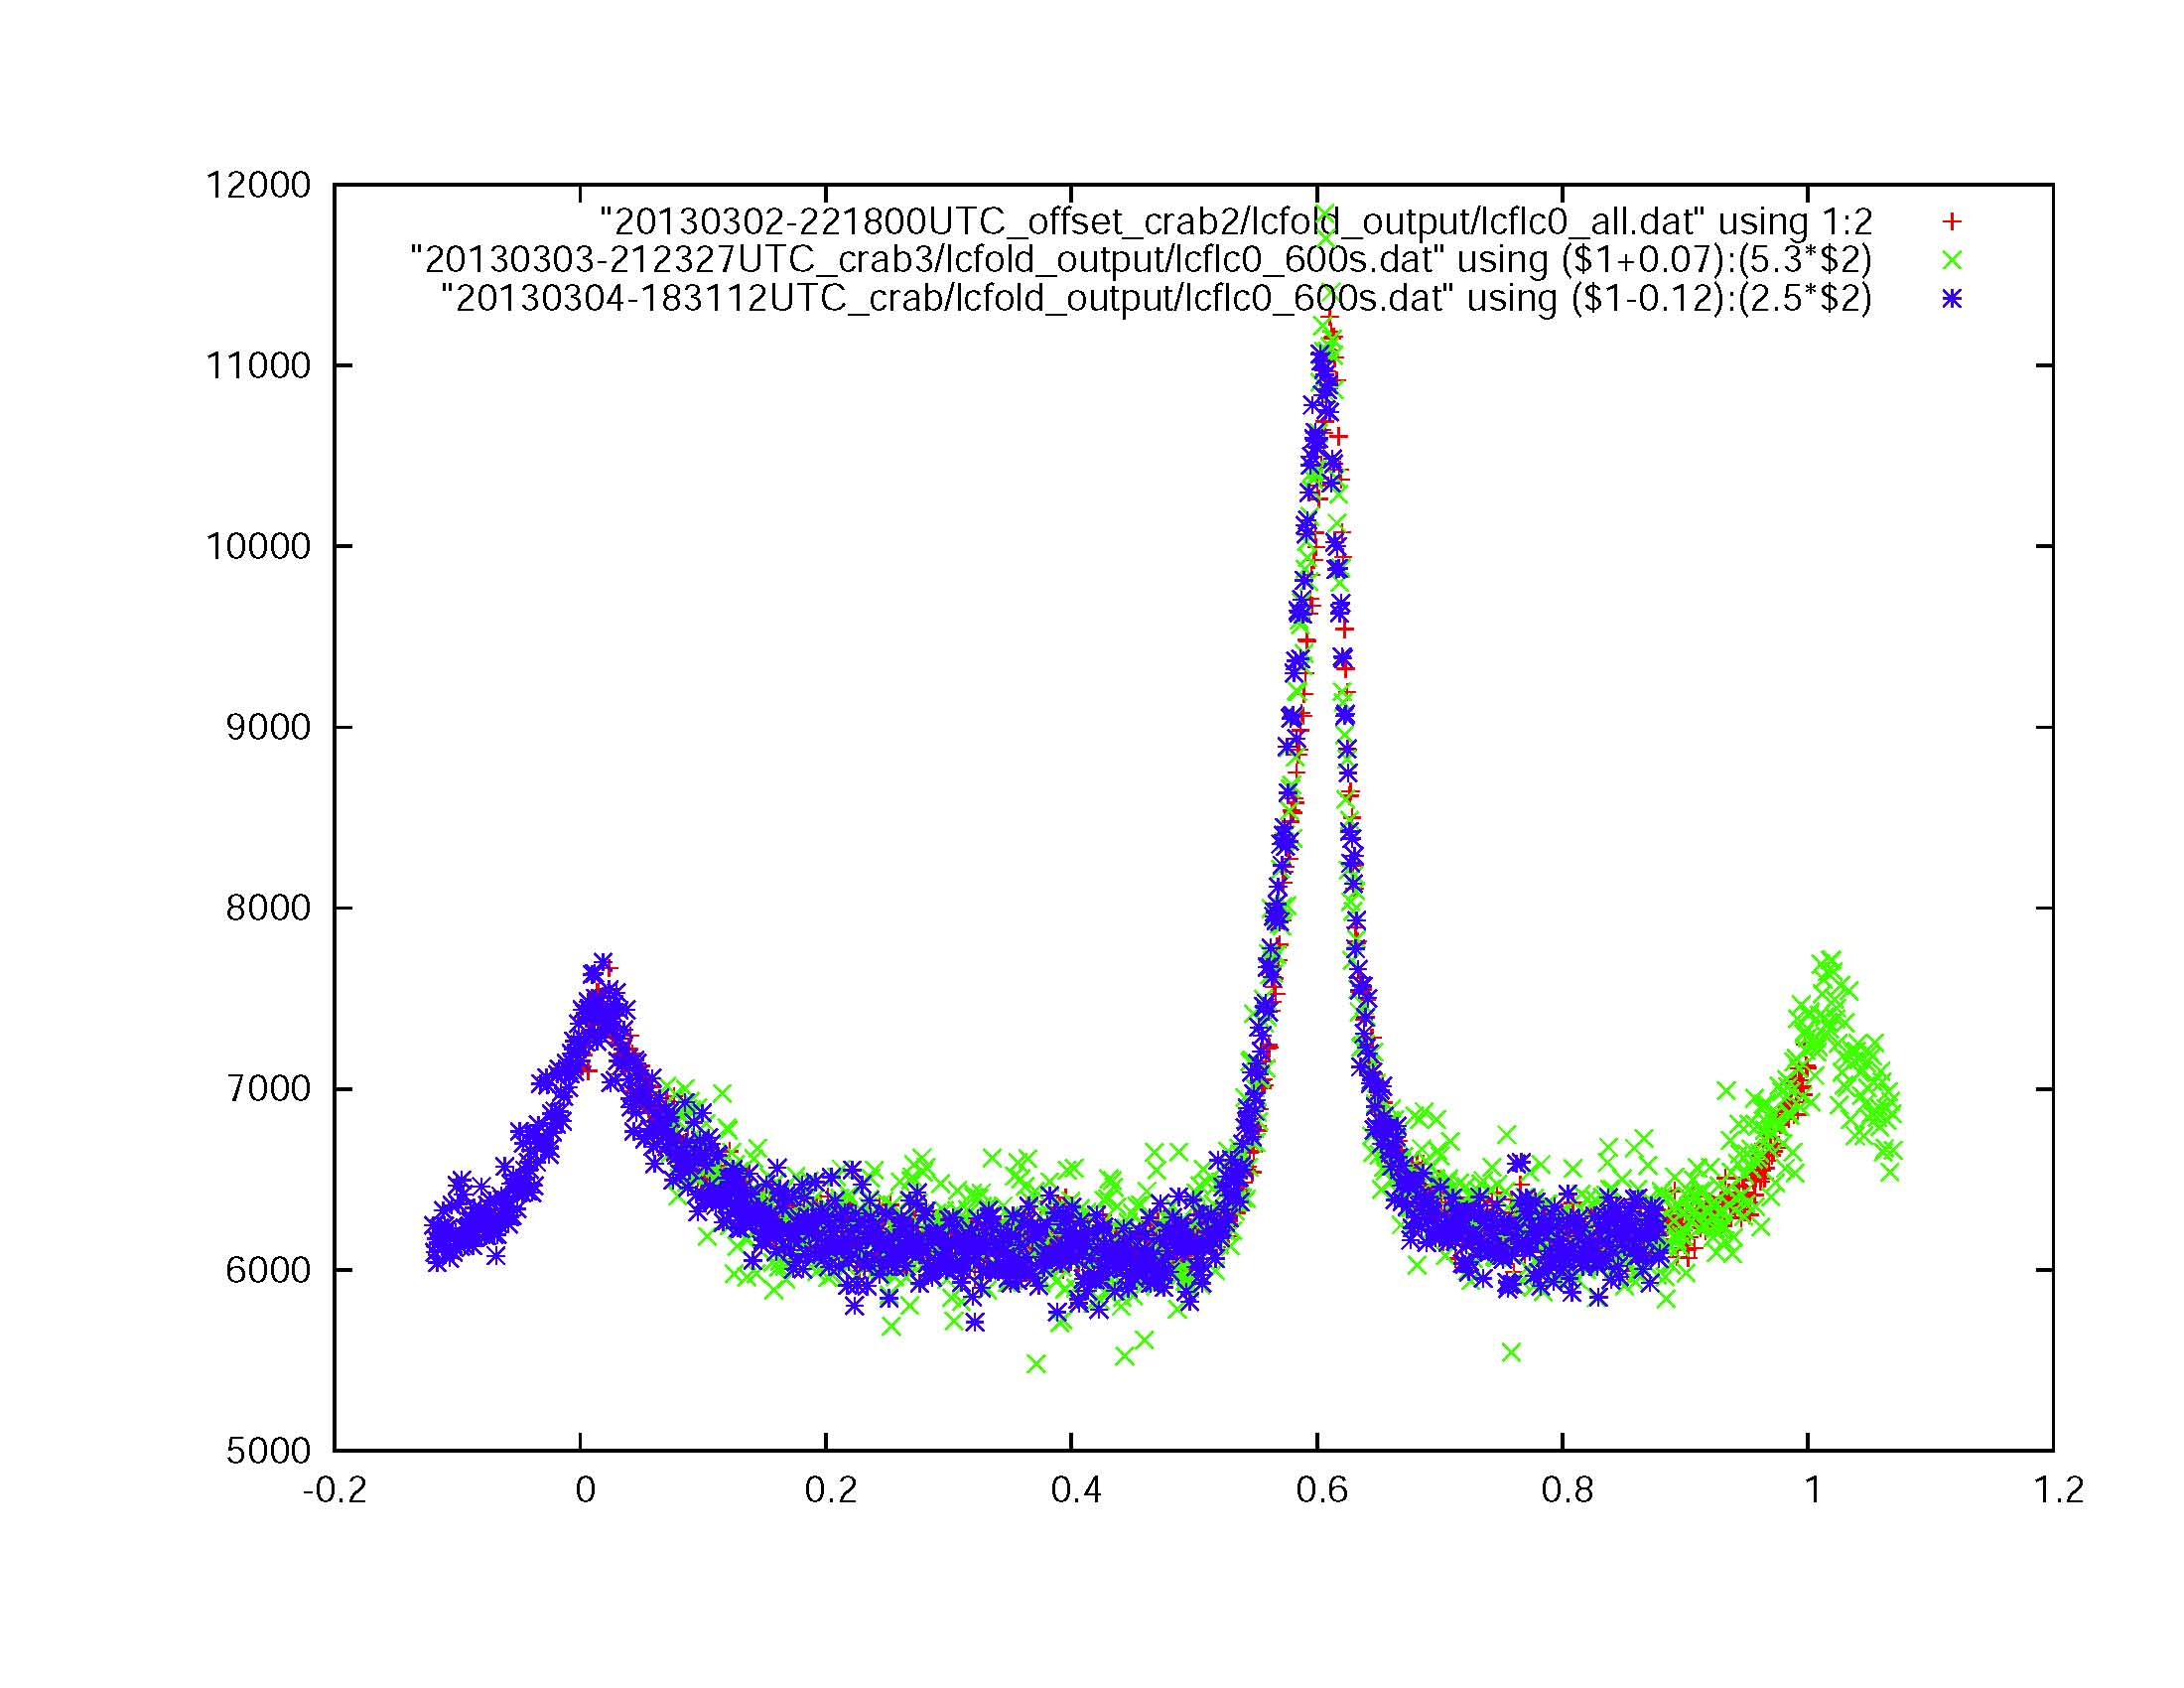 12000
"20130302-221800UTC_offset_crab2/lcfold_output/lcflc0_all.dat" using 1:2
"20130303-212327UTC_crab3/lcfold_output/lcflc0_600s.dat" using ($1+0.07):(5.3*$2)
"20130304-183112UTC_crab/lcfold_output/lcflc0_600s.dat" using ($1-0.12):(2.5*$2)
11000
10000
9000
8000
7000
6000
5000
-0.2 0 0.2 0.4 0.6 0.8 1 1.2